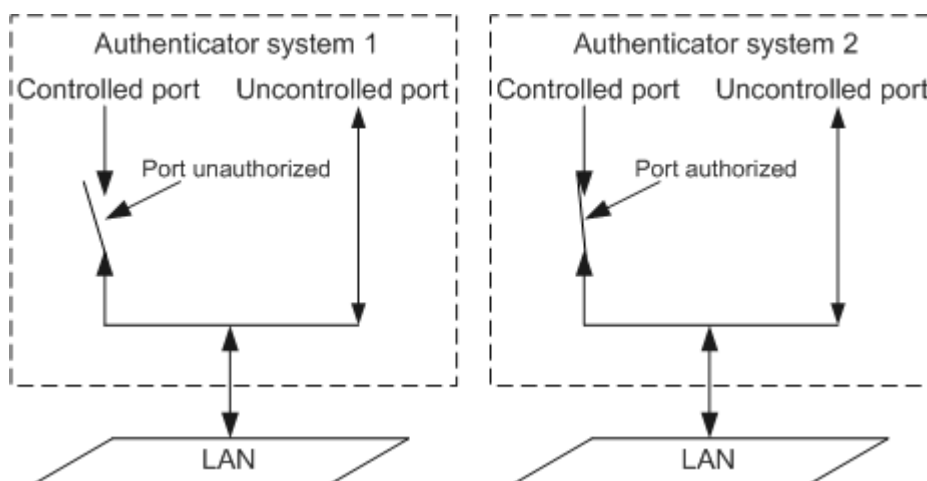 Authenticator system 1
Controlled port
Uncontrolled port
Port unauthorized
LAN
Authenticator system 2
Controlled port
Uncontrolled port
Port authorized
LAN